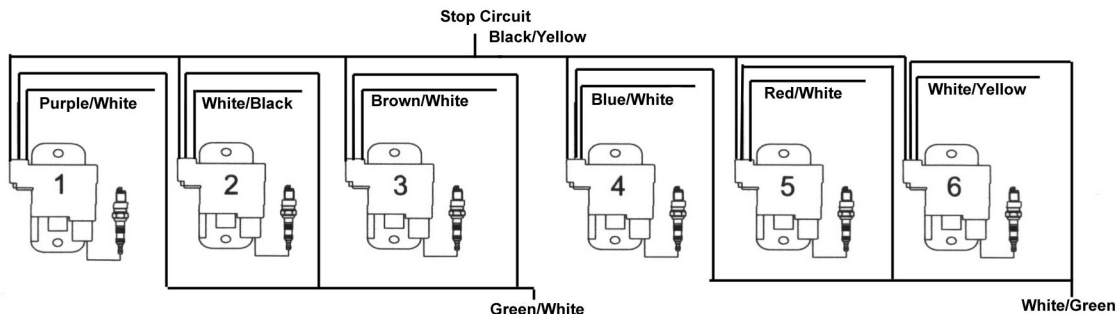 Stop Circuit
Black/Yellow
Purple/White
White/Black
Brown/White
Blue/White
Red/White
White/Yellow
1
2
3
4
5
6
Green/White
White/Green